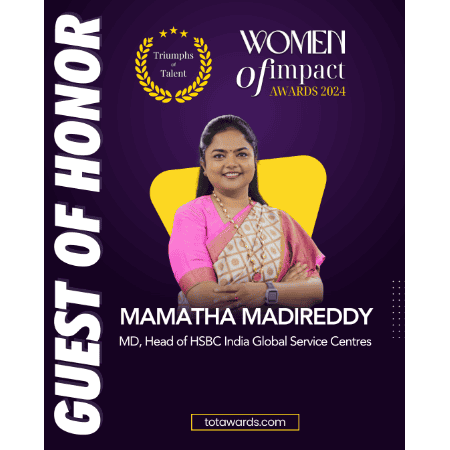 GUEST OF HONOR
Triumphs
of
Talent
WOMEN
of impact
AWARDS 2024
MAMATHA MADIREDDY
MD, Head of HSBC India Global Service Centres
totawards.com